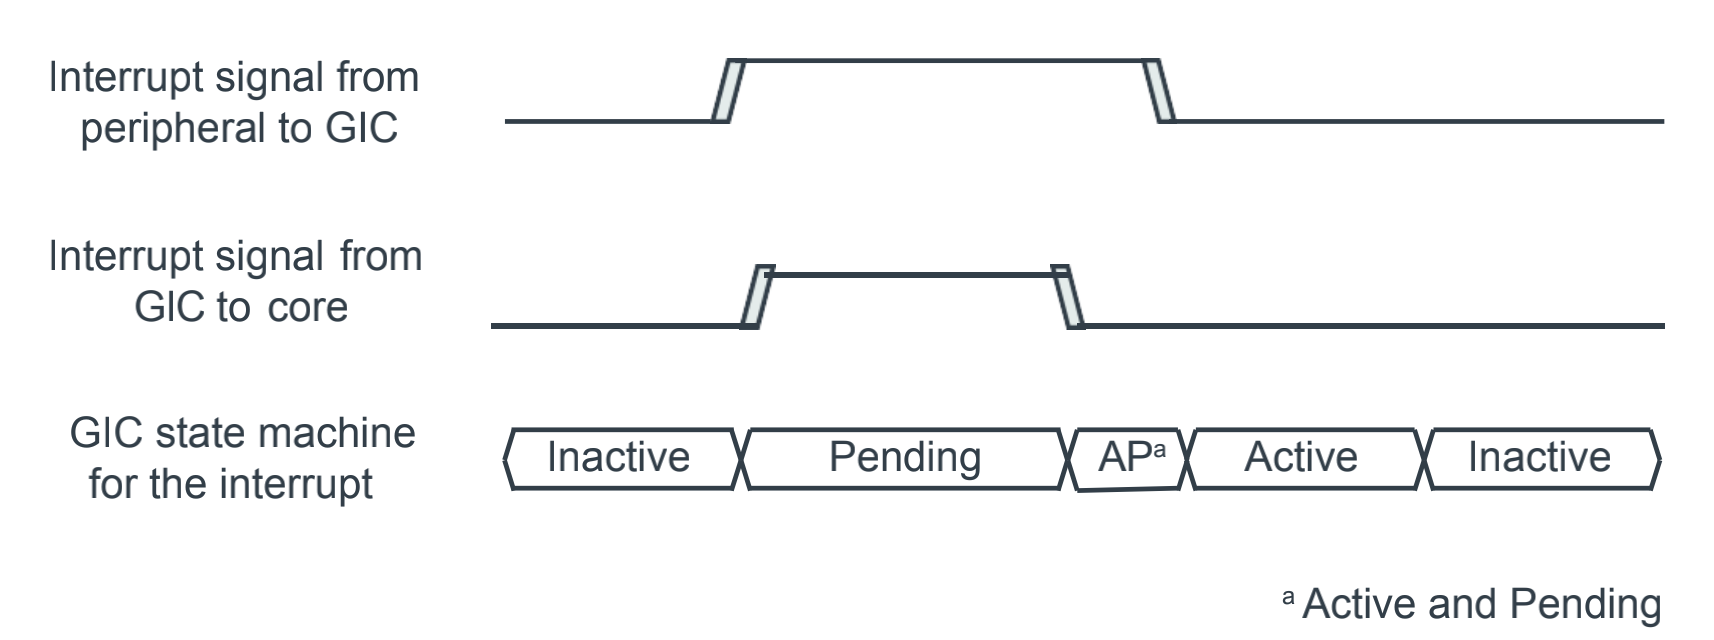 Interrupt signal from
peripheral to GIC
Interrupt signal from
GIC to core
GIC state machine
for the interrupt
Inactive Pending APᵃ Active Inactive
ᵃ Active and Pending